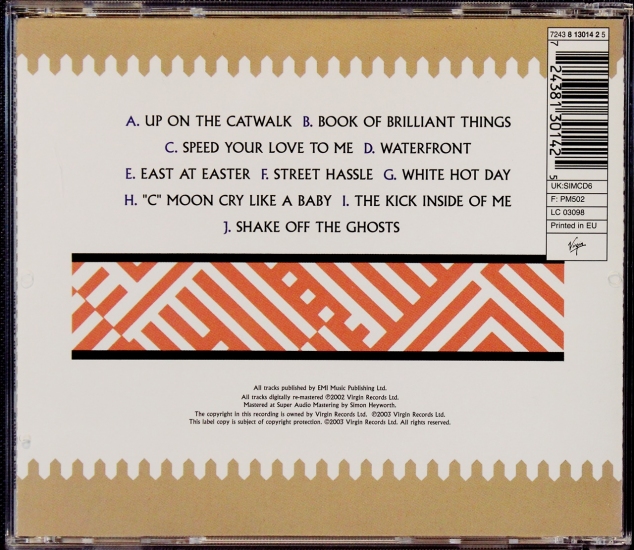 7243 8 13014 2 5
7 24381 30142 5
A. UP ON THE CATWALK B. BOOK OF BRILLIANT THINGS
C. SPEED YOUR LOVE TO ME D. WATERFRONT
E. EAST AT EASTER F. STREET HASSLE G. WHITE HOT DAY
H. "C" MOON CRY LIKE A BABY I. THE KICK INSIDE OF ME
J. SHAKE OFF THE GHOSTS
UK:SIMCD6
F: PM502
LC 03098
Printed in EU
Virgin
All tracks published by EMI Music Publishing Ltd.
All tracks digitally re-mastered ℗2002 Virgin Records Ltd.
Mastered at Super Audio Mastering by Simon Heyworth.
The copyright in this recording is owned by Virgin Records Ltd. ℗2003 Virgin Records Ltd.
This label copy is subject of copyright protection. ©2003 Virgin Records Ltd. All rights reserved.